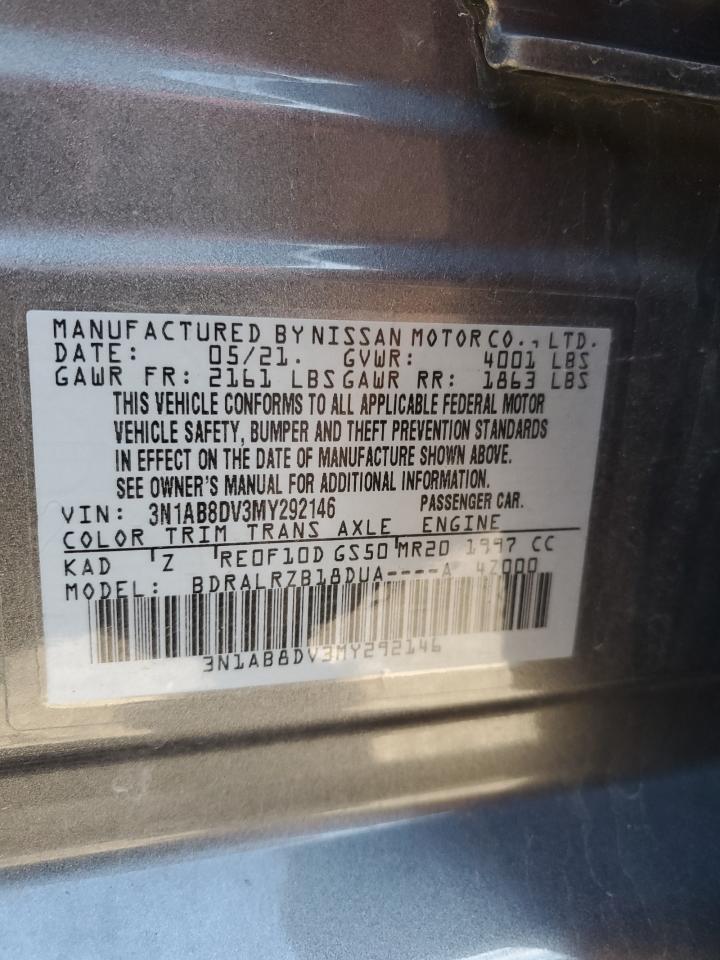 MANUFACTURED BY NISSAN MOTOR CO., LTD.
DATE: 05/21. GVWR: 4001 LBS
GAWR FR: 2161 LBS GAWR RR: 1863 LBS
THIS VEHICLE CONFORMS TO ALL APPLICABLE FEDERAL MOTOR
VEHICLE SAFETY, BUMPER AND THEFT PREVENTION STANDARDS
IN EFFECT ON THE DATE OF MANUFACTURE SHOWN ABOVE.
SEE OWNER'S MANUAL FOR ADDITIONAL INFORMATION.
VIN: 3N1AB8DV3MY292146 PASSENGER CAR.
COLOR TRIM TRANS AXLE ENGINE
KAD Z RE0F10D GS50 MR20 1997 CC
MODEL: BDRALRZB18DUA----A 4Z000
3N1AB8DV3MY292146